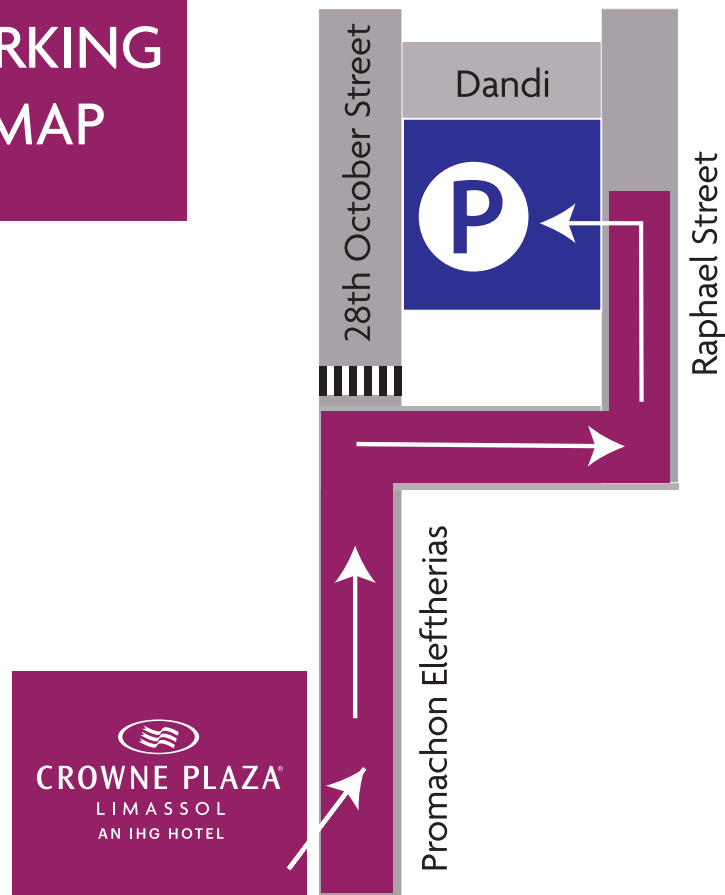 RKING
MAP
28th October Street
Dandi
P
Raphael Street
Promachon Eleftherias
CROWNE PLAZA®
LIMASSOL
AN IHG HOTEL